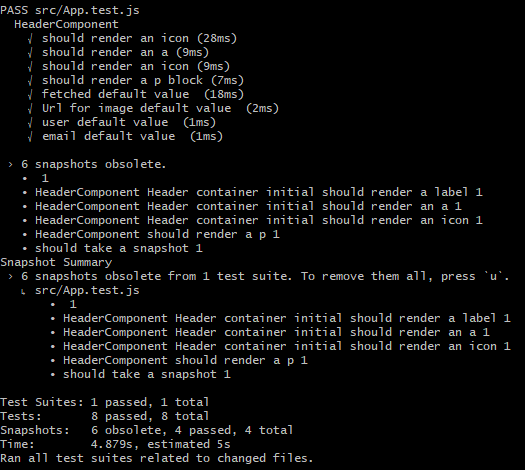 PASS src/App.test.js
HeaderComponent
√ should render an icon (28ms)
√ should render an a (9ms)
√ should render an icon (9ms)
√ should render a p block (7ms)
√ fetched default value  (18ms)
√ Url for image default value  (2ms)
√ user default value  (1ms)
√ email default value  (1ms)
› 6 snapshots obsolete.
•  1
• HeaderComponent Header container initial should render a label 1
• HeaderComponent Header container initial should render an a 1
• HeaderComponent Header container initial should render an icon 1
• HeaderComponent should render a p 1
• should take a snapshot 1
Snapshot Summary
› 6 snapshots obsolete from 1 test suite. To remove them all, press `u`.
↳ src/App.test.js
•  1
• HeaderComponent Header container initial should render a label 1
• HeaderComponent Header container initial should render an a 1
• HeaderComponent Header container initial should render an icon 1
• HeaderComponent should render a p 1
• should take a snapshot 1
Test Suites: 1 passed, 1 total
Tests:       8 passed, 8 total
Snapshots:   6 obsolete, 4 passed, 4 total
Time:        4.879s, estimated 5s
Ran all test suites related to changed files.